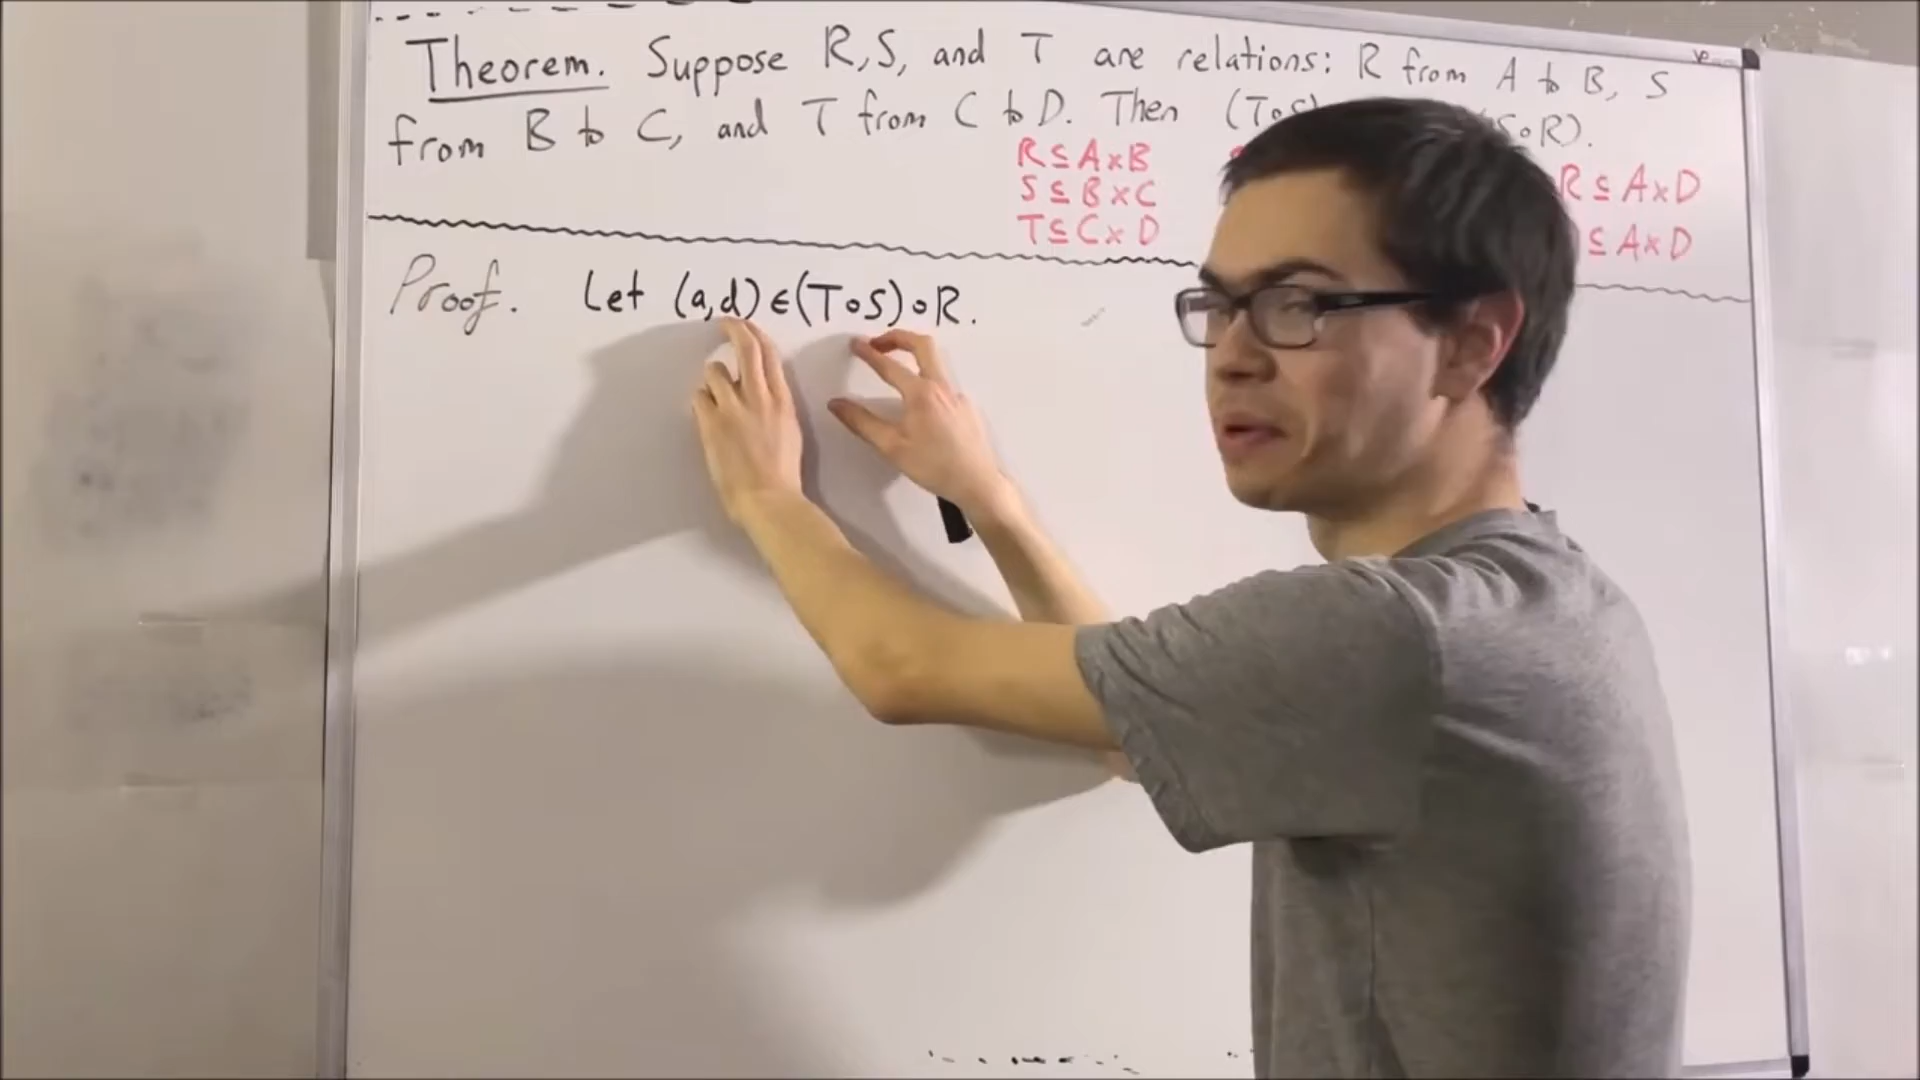 Theorem. Suppose R, S, and T are relations: R from A to B, S
from B to C, and T from C to D. Then (T∘S) S∘R).
R ⊆ A×B R ⊆ A×D
S ⊆ B×C ⊆ A×D
T ⊆ C×D
Proof. Let (a,d) ∈ (T∘S)∘R.